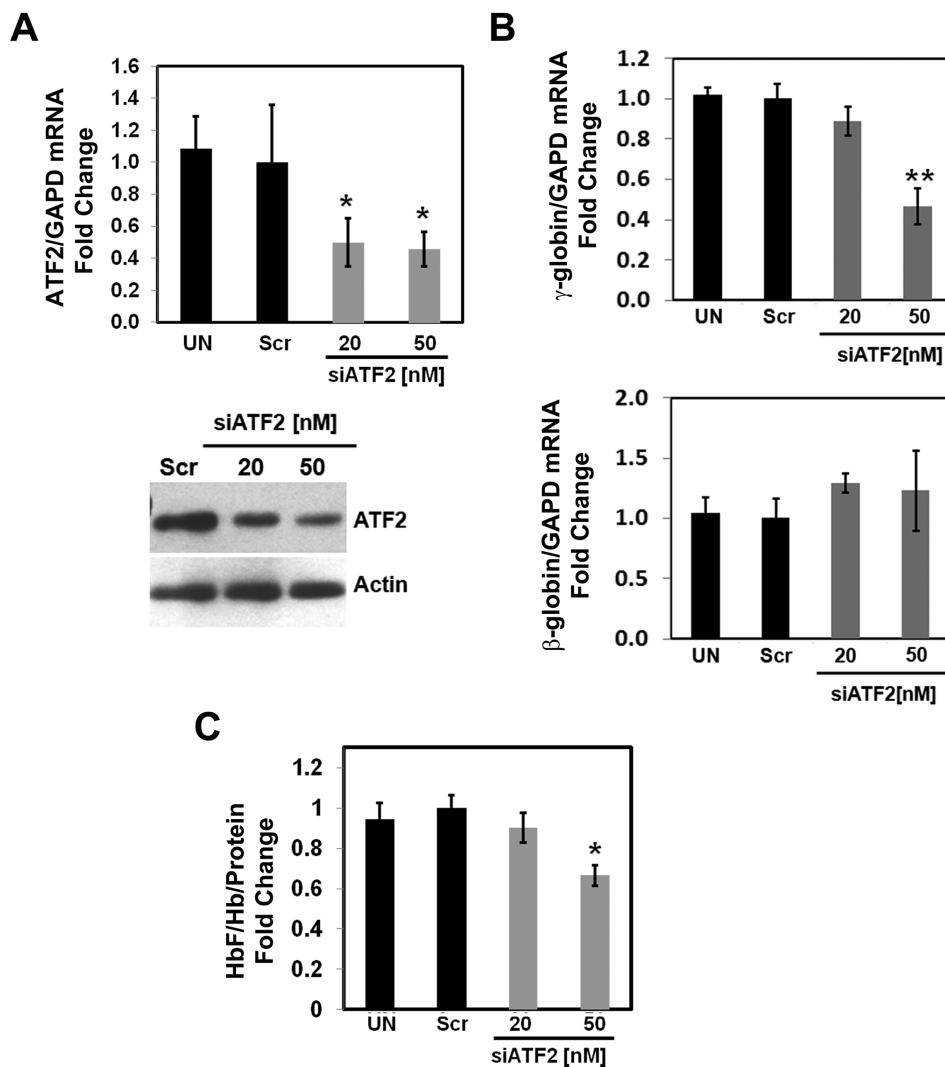 A
ATF2/GAPD mRNA
Fold Change
1.6
1.4
1.2
1.0
0.8
0.6
0.4
0.2
0.0
*
*
UN Scr 20 50
siATF2 [nM]
siATF2 [nM]
Scr 20 50
ATF2
Actin
B
γ-globin/GAPD mRNA
Fold Change
1.2
1.0
0.8
0.6
0.4
0.2
0.0
**
UN Scr 20 50
siATF2[nM]
β-globin/GAPD mRNA
Fold Change
2.0
1.5
1.0
0.5
0.0
UN Scr 20 50
siATF2[nM]
C
HbF/Hb/Protein
Fold Change
1.2
1
0.8
0.6
0.4
0.2
0
*
UN Scr 20 50
siATF2 [nM]